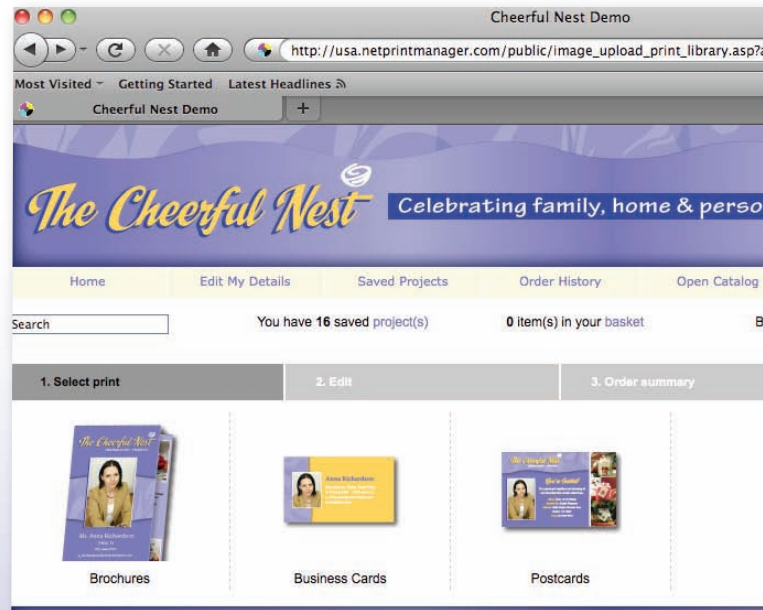 Cheerful Nest Demo
http://usa.netprintmanager.com/public/image_upload_print_library.asp?a
Most Visited Getting Started Latest Headlines
Cheerful Nest Demo +
The Cheerful Nest Celebrating family, home & perso
Home Edit My Details Saved Projects Order History Open Catalog
Search You have 16 saved project(s) 0 item(s) in your basket B
1. Select print 2. Edit 3. Order summary
The Cheerful Nest
Ms. Anna Richardson
Anna Richardson
The Cheerful Nest
You're Invited!
Brochures Business Cards Postcards